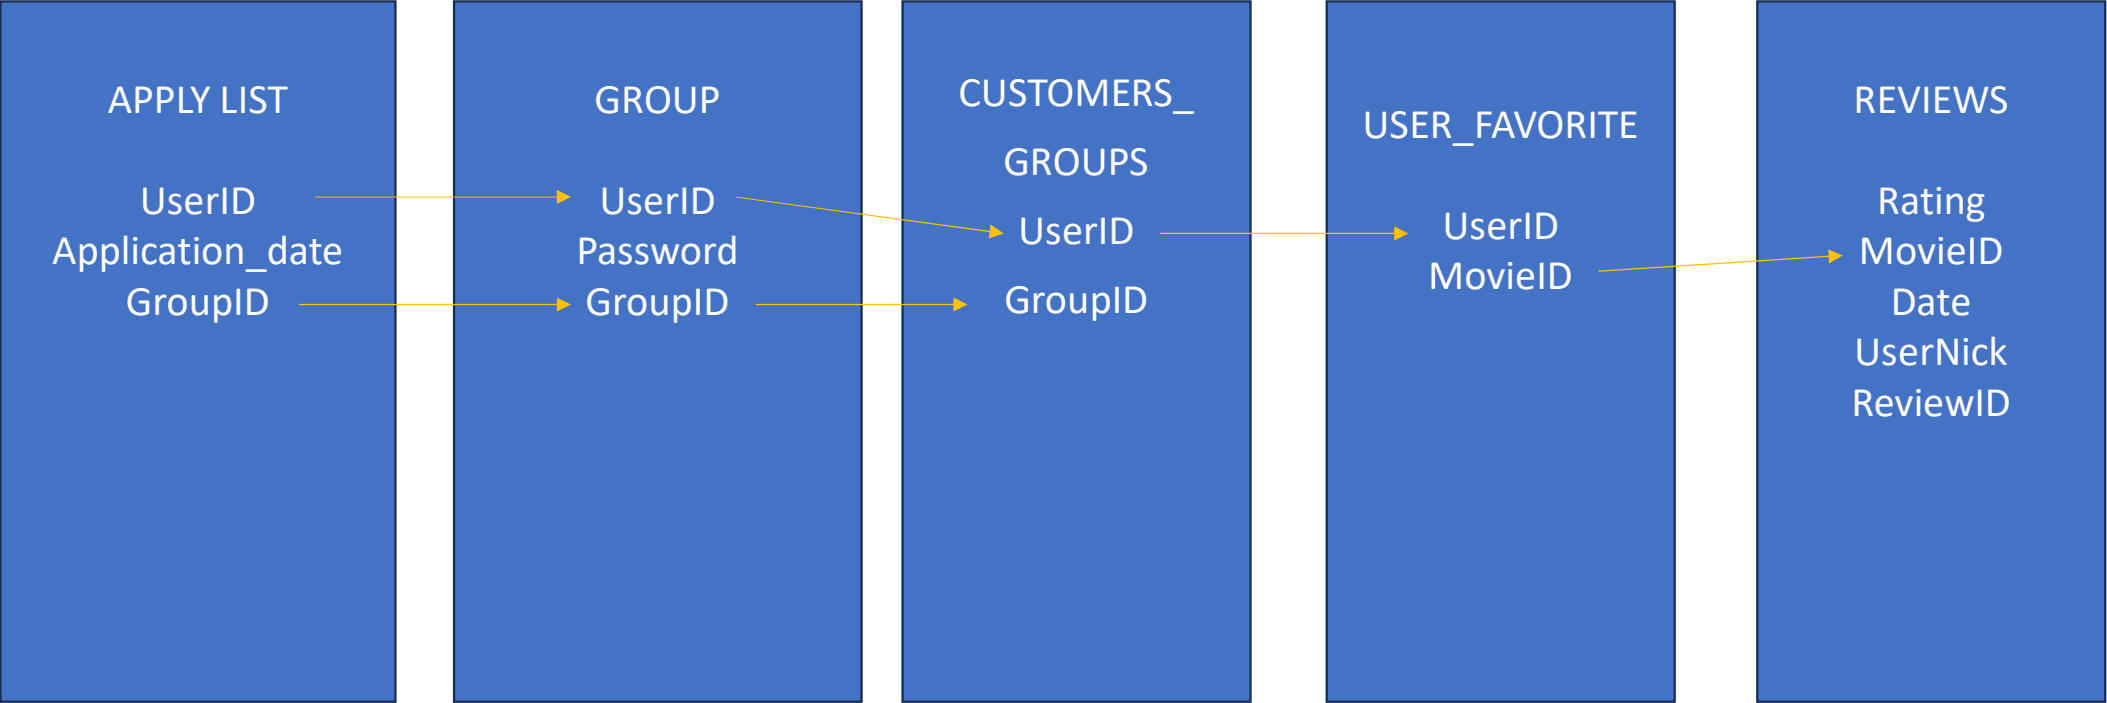 APPLY LIST
UserID
Application_date
GroupID
GROUP
UserID
Password
GroupID
CUSTOMERS_
GROUPS
UserID
GroupID
USER_FAVORITE
UserID
MovieID
REVIEWS
Rating
MovieID
Date
UserNick
ReviewID